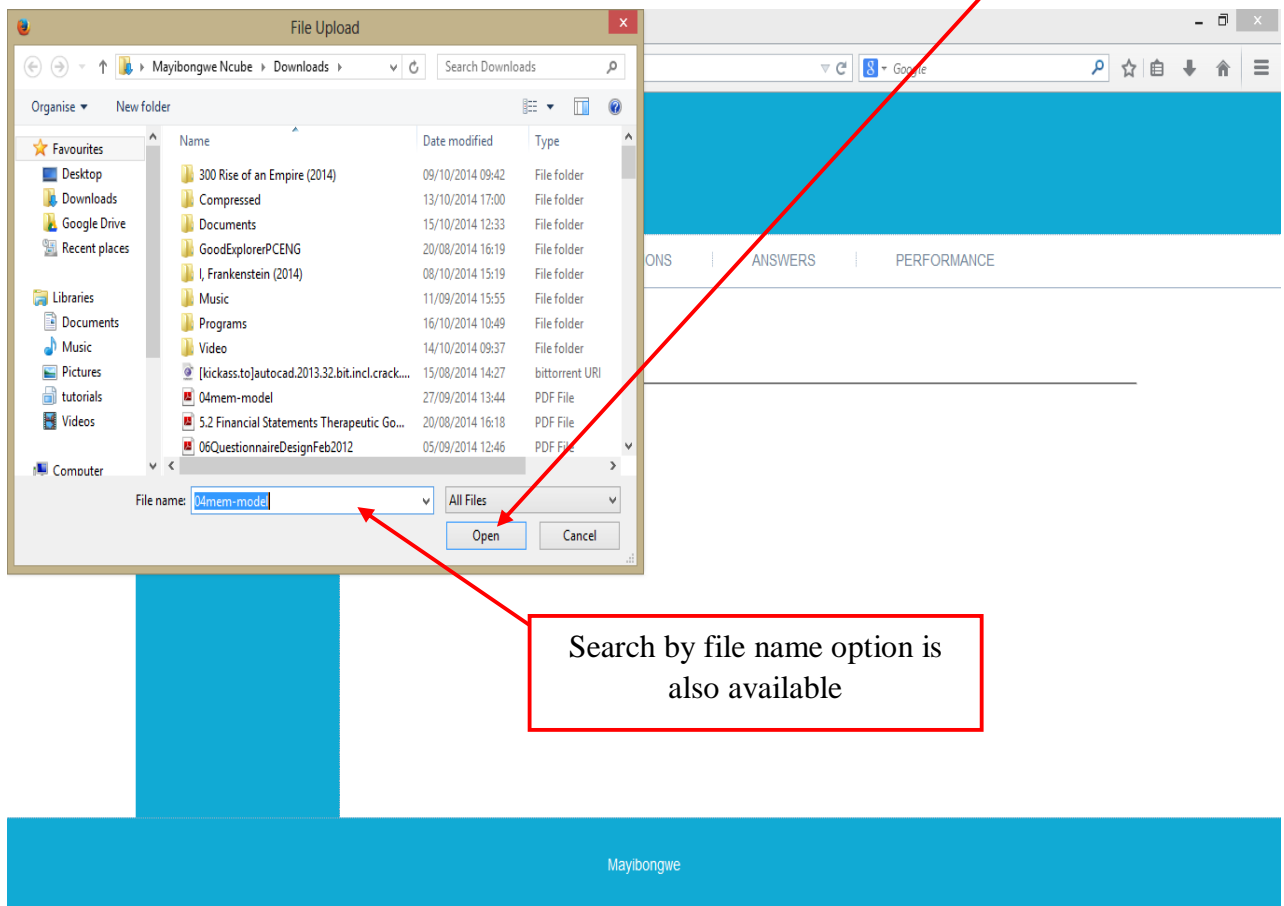 File Upload
x
Mayibongwe Ncube Downloads
Search Downloads
8 Google
Organise New folder
Name Date modified Type
Favourites
Desktop
Downloads
Google Drive
Recent places
Libraries
Documents
Music
Pictures
tutorials
Videos
Computer
300 Rise of an Empire (2014) 09/10/2014 09:42 File folder
Compressed 13/10/2014 17:00 File folder
Documents 15/10/2014 12:33 File folder
GoodExplorerPCENG 20/08/2014 16:19 File folder
I, Frankenstein (2014) 08/10/2014 15:19 File folder
Music 11/09/2014 15:55 File folder
Programs 16/10/2014 10:49 File folder
Video 14/10/2014 09:37 File folder
[kickass.to]autocad.2013.32.bit.incl.crack.... 15/08/2014 14:27 bittorrent URI
04mem-model 27/09/2014 13:44 PDF File
5.2 Financial Statements Therapeutic Go... 20/08/2014 16:18 PDF File
06QuestionnaireDesignFeb2012 05/09/2014 12:46 PDF File
File name: 04mem-model All Files
Open Cancel
IONS | ANSWERS | PERFORMANCE
Search by file name option is
also available
Mayibongwe